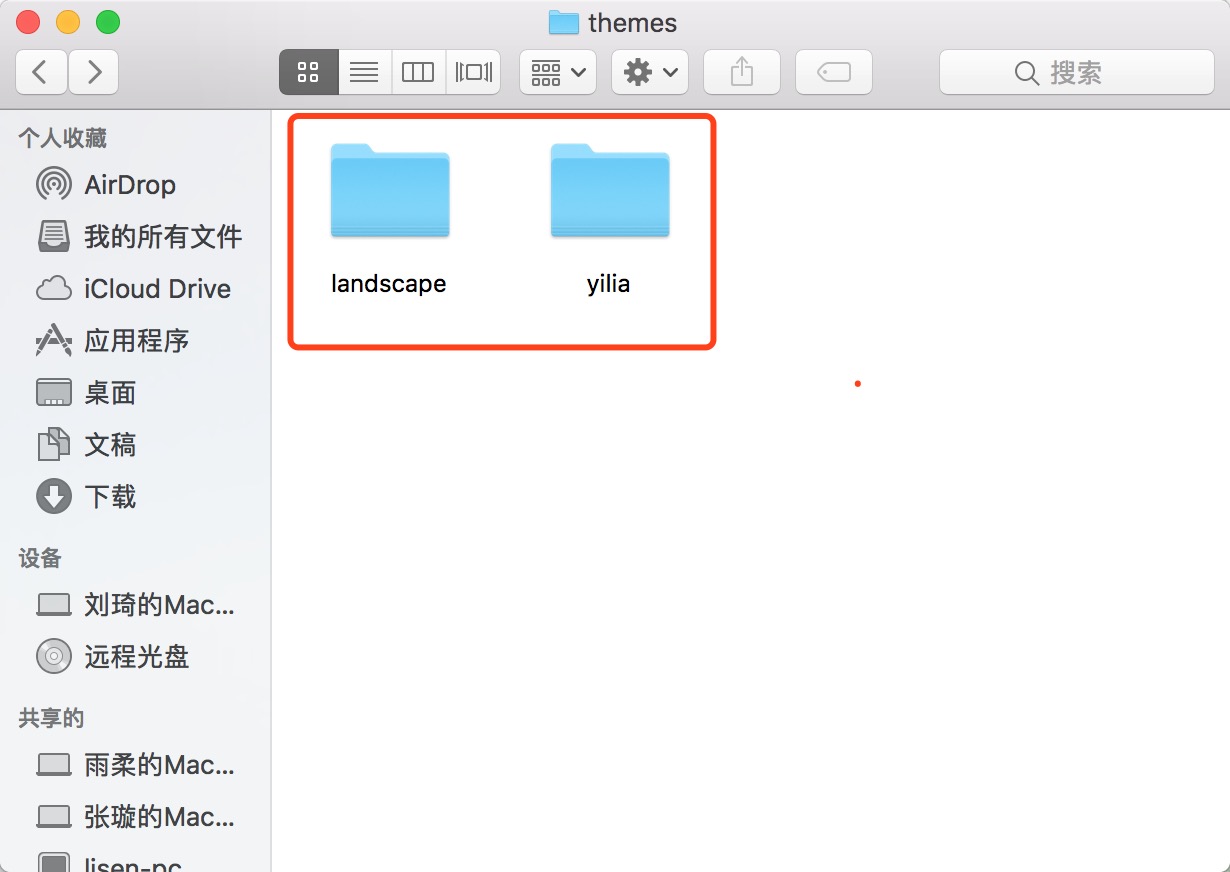 themes
搜索
个人收藏
AirDrop
我的所有文件
iCloud Drive
应用程序
桌面
文稿
下载
设备
刘琦的Mac...
远程光盘
共享的
雨柔的Mac...
张璇的Mac...
lisen-pc
landscape
yilia